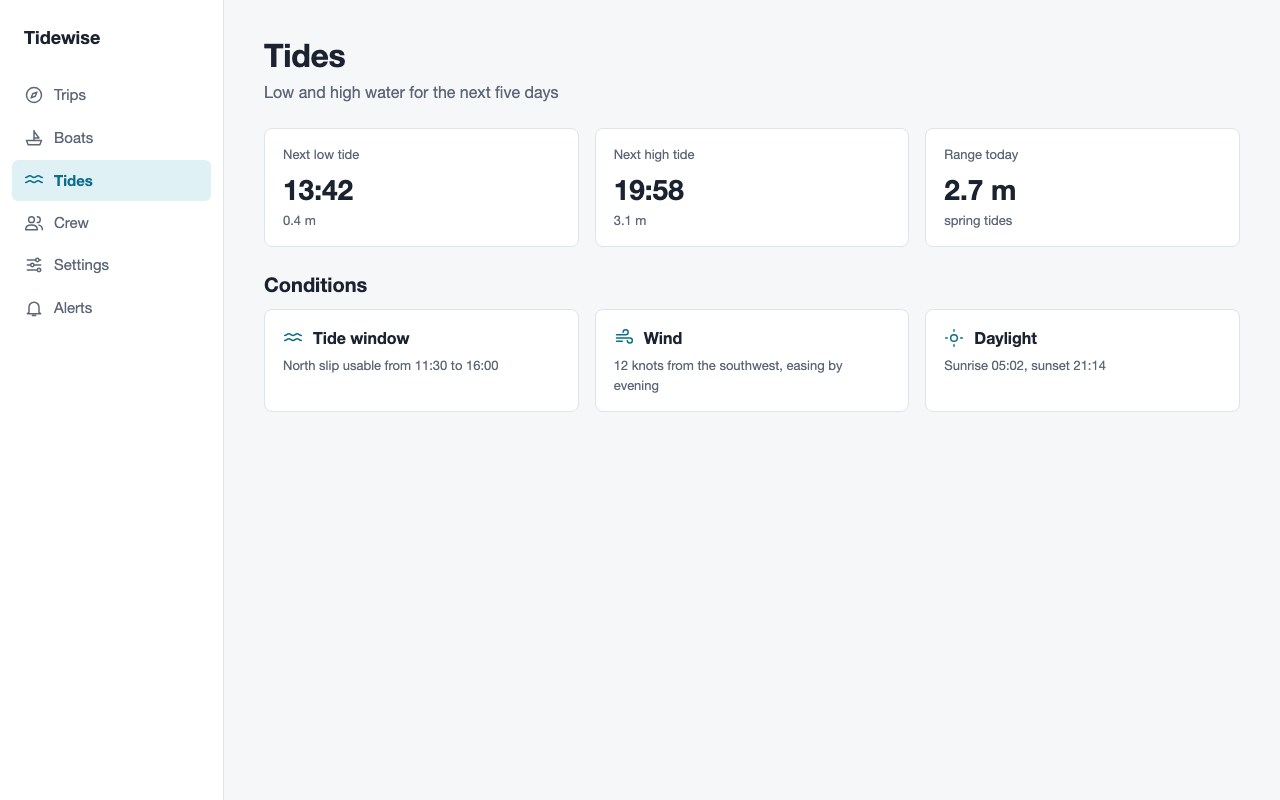 Tidewise
Trips
Boats
Tides
Crew
Settings
Alerts
Tides
Low and high water for the next five days
Next low tide
13:42
0.4 m
Next high tide
19:58
3.1 m
Range today
2.7 m
spring tides
Conditions
Tide window
North slip usable from 11:30 to 16:00
Wind
12 knots from the southwest, easing by
evening
Daylight
Sunrise 05:02, sunset 21:14